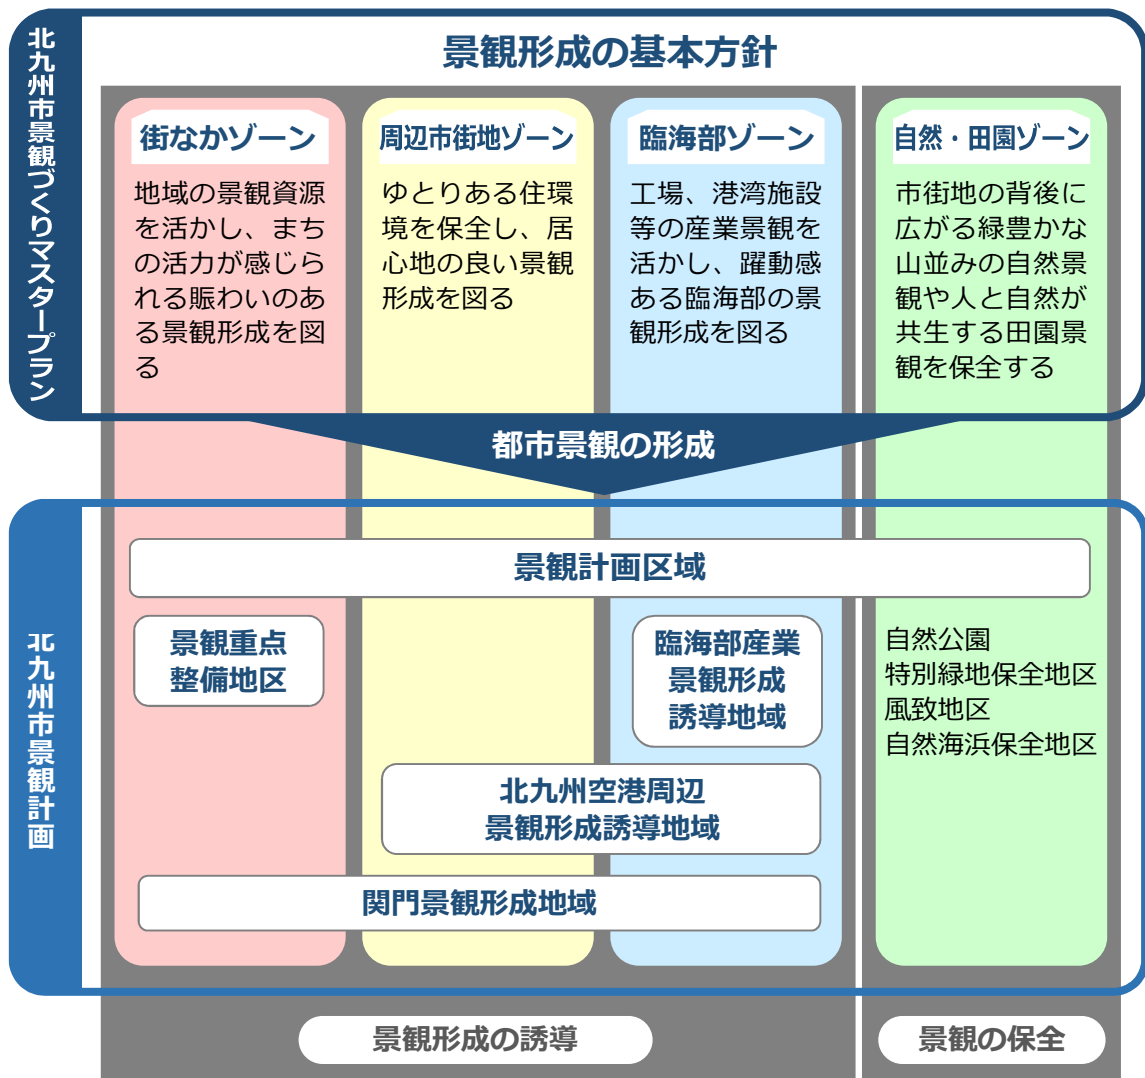 北九州市景観づくりマスタープラン
景観形成の基本方針
街なかゾーン
地域の景観資源
を活かし、まち
の活力が感じら
れる賑わいのあ
る景観形成を図
る
周辺市街地ゾーン
ゆとりある住環
境を保全し、居
心地の良い景観
形成を図る
臨海部ゾーン
工場、港湾施設
等の産業景観を
活かし、躍動感
ある臨海部の景
観形成を図る
自然・田園ゾーン
市街地の背後に
広がる緑豊かな
山並みの自然景
観や人と自然が
共生する田園景
観を保全する
都市景観の形成
北九州市景観計画
景観計画区域
景観重点
整備地区
臨海部産業
景観形成
誘導地域
自然公園
特別緑地保全地区
風致地区
自然海浜保全地区
北九州空港周辺
景観形成誘導地域
関門景観形成地域
景観形成の誘導
景観の保全